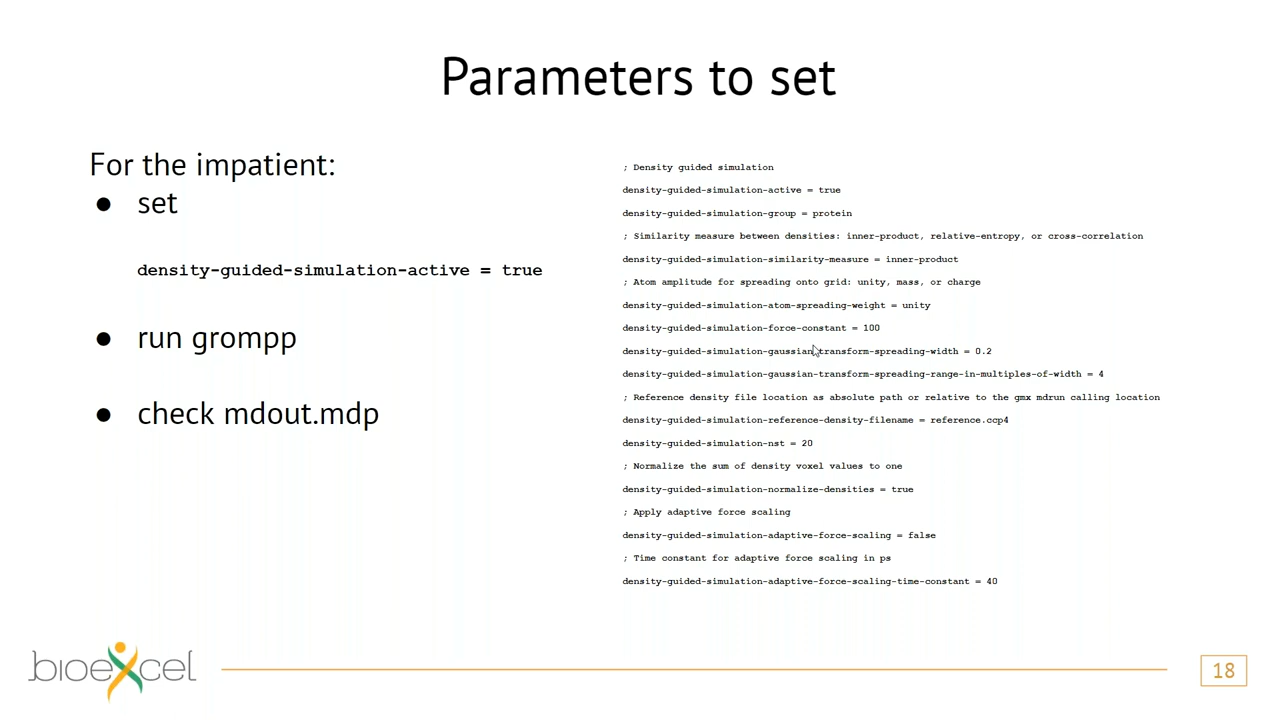 Parameters to set
For the impatient:
● set
density-guided-simulation-active = true
● run grompp
● check mdout.mdp
; Density guided simulation
density-guided-simulation-active = true
density-guided-simulation-group = protein
; Similarity measure between densities: inner-product, relative-entropy, or cross-correlation
density-guided-simulation-similarity-measure = inner-product
; Atom amplitude for spreading onto grid: unity, mass, or charge
density-guided-simulation-atom-spreading-weight = unity
density-guided-simulation-force-constant = 100
density-guided-simulation-gaussian-transform-spreading-width = 0.2
density-guided-simulation-gaussian-transform-spreading-range-in-multiples-of-width = 4
; Reference density file location as absolute path or relative to the gmx mdrun calling location
density-guided-simulation-reference-density-filename = reference.ccp4
density-guided-simulation-nst = 20
; Normalize the sum of density voxel values to one
density-guided-simulation-normalize-densities = true
; Apply adaptive force scaling
density-guided-simulation-adaptive-force-scaling = false
; Time constant for adaptive force scaling in ps
density-guided-simulation-adaptive-force-scaling-time-constant = 40
bioexcel
18